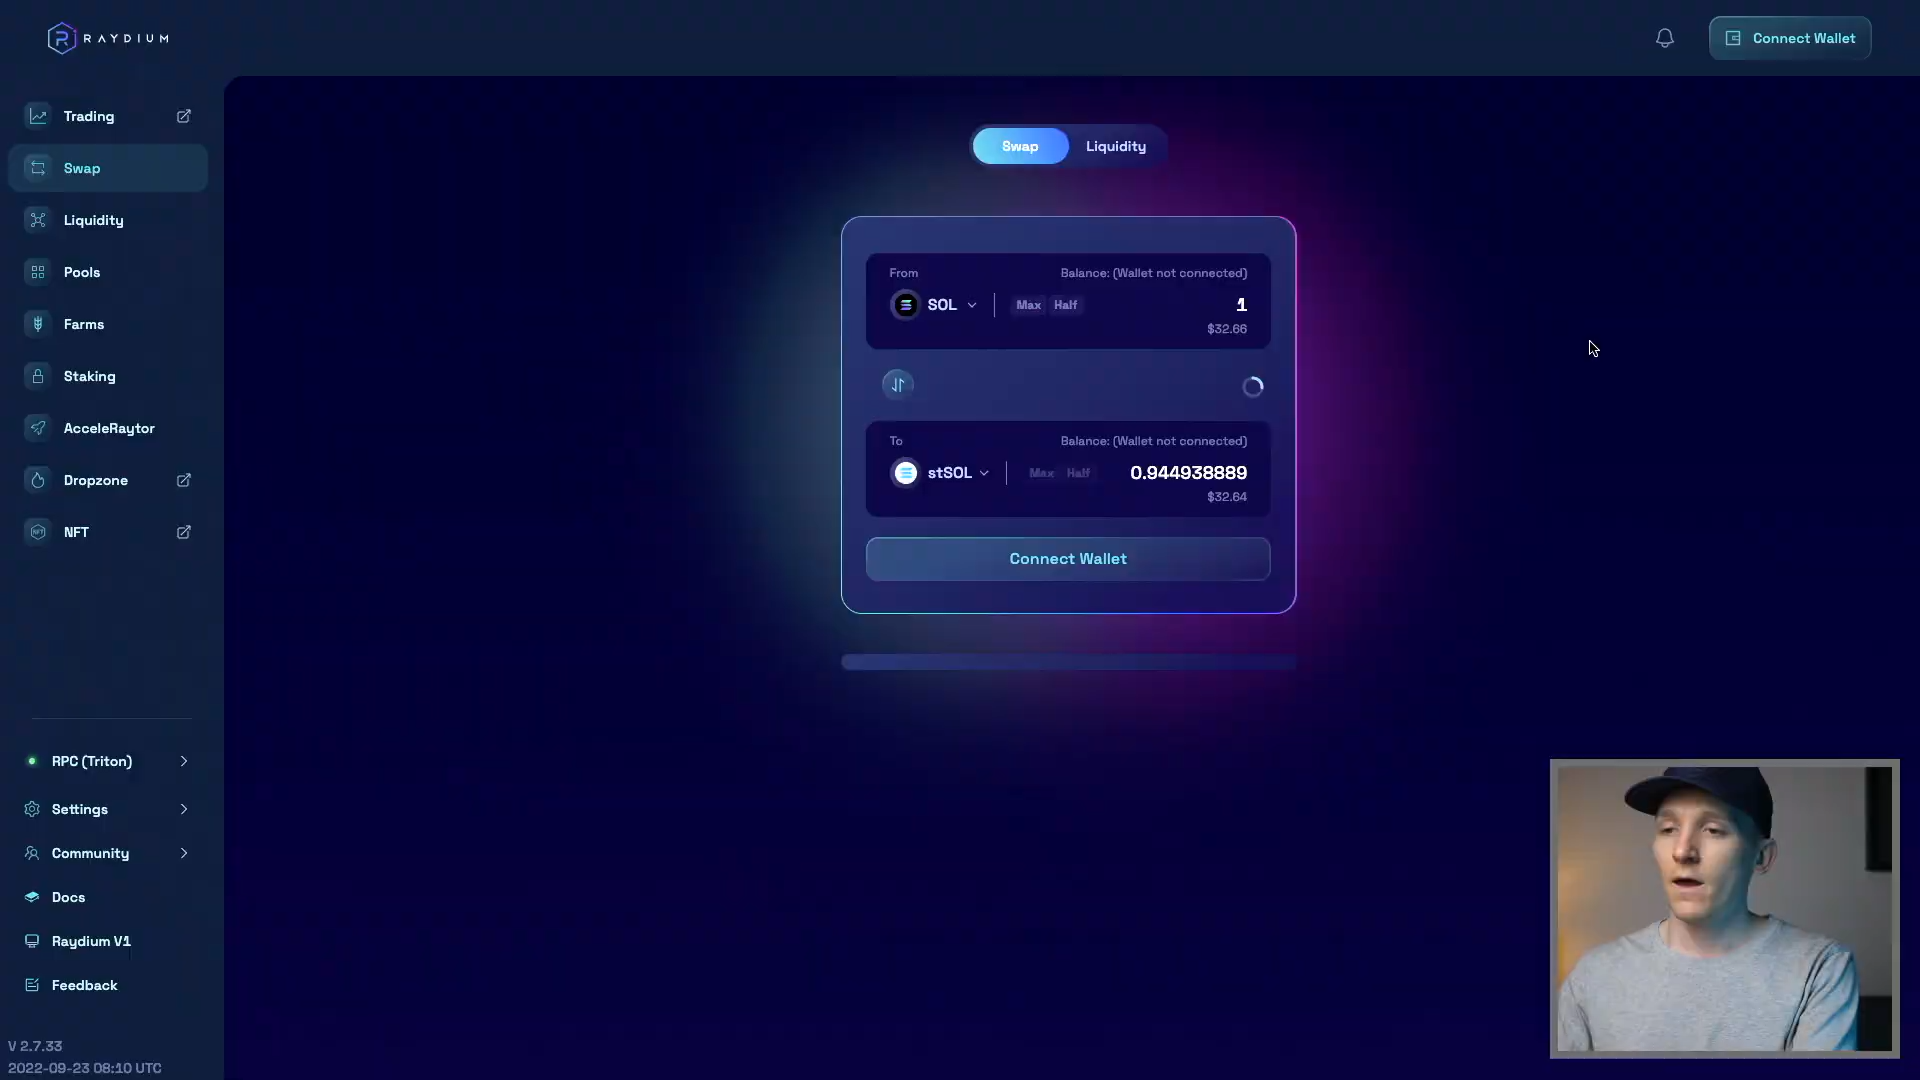 RAYDIUM
Connect Wallet
Trading
Swap
Liquidity
Pools
Farms
Staking
AcceleRaytor
Dropzone
NFT
Swap
Liquidity
From
Balance: (Wallet not connected)
SOL
Max
Half
1
$32.66
To
Balance: (Wallet not connected)
stSOL
Max
Half
0.944938889
$32.64
Connect Wallet
RPC (Triton)
Settings
Community
Docs
Raydium V1
Feedback
V 2.7.33
2022-09-23 08:10 UTC